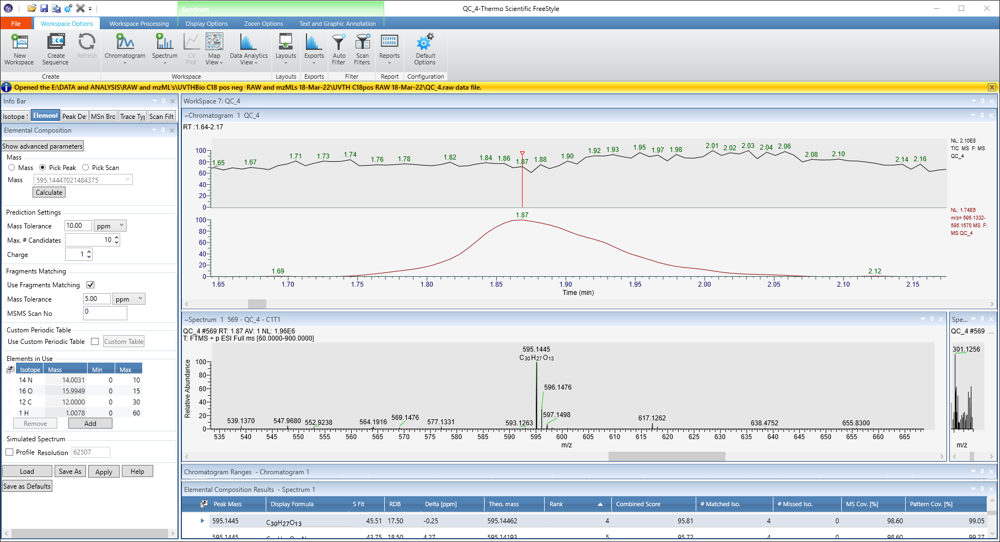 QC_4-Thermo Scientific FreeStyle
Spectrum
File
Workspace Options
Workspace Processing
Display Options
Zoom Options
Text and Graphic Annotation
New Workspace
Create Sequence
Refresh
Chromatogram
Spectrum
CV Plot
Map View
Data Analytics View
Layouts
Exports
Auto Filter
Scan Filters
Reports
Default Options
Create
Workspace
Layouts
Exports
Filter
Report
Configuration
Opened the E:\DATA and ANALYSIS\RAW and mzML's\UVTHBio C18 pos neg  RAW and mzMLs 18-Mar-22\UVTH C18pos RAW 18-Mar-22\QC_4.raw data file.
Info Bar
Isotope
Element
Peak De
MSn Bro
Trace Ty
Scan Filt
Elemental Composition
Show advanced parameters
Mass
Mass Pick Peak Pick Scan
Mass 595.14447021484375
Calculate
Prediction Settings
Mass Tolerance 10.00 ppm
Max. # Candidates 10
Charge 1
Fragments Matching
Use Fragments Matching
Mass Tolerance 5.00 ppm
MSMS Scan No 0
Custom Periodic Table
Use Custom Periodic Table Custom Table
Elements in Use
Isotope Mass Min Max
14 N 14.0031 0 10
16 O 15.9949 0 15
12 C 12.0000 0 30
1 H 1.0078 0 60
Remove Add
Simulated Spectrum
Profile Resolution 62507
Load Save As Apply Help
Save as Defaults
WorkSpace 7: QC_4
~Chromatogram 1 QC_4
RT :1.64-2.17
100
80
60
40
20
0
1.65 1.67 1.71 1.73 1.74 1.76 1.78 1.82 1.84 1.86 1.87 1.88 1.90 1.92 1.93 1.95 1.97 1.98 2.01 2.02 2.03 2.04 2.06 2.08 2.10 2.14 2.16
NL: 2.10E8
TIC MS F: MS
QC_4
100
80
60
40
20
0
1.69 1.87 2.12
NL: 1.74E6
m/z= 595.1332-
595.1570 MS F:
MS QC_4
1.65 1.70 1.75 1.80 1.85 1.90 1.95 2.00 2.05 2.10 2.15
Time (min)
~Spectrum 1 569 - QC_4 - C1T1
QC_4 #569 RT: 1.87 AV: 1 NL: 1.96E6
T: FTMS + p ESI Full ms [60.0000-900.0000]
Relative Abundance
100
80
60
40
20
0
595.1445
C30H27O13
596.1476
597.1498
539.1370 547.9680 552.9238 564.1916 569.1476 577.1331 593.1263 617.1262 638.4752 655.8300
535 540 545 550 555 560 565 570 575 580 585 590 595 600 605 610 615 620 625 630 635 640 645 650 655 660 665
m/z
Spe...
QC_4 #569 ...
301.1256
m/z
Chromatogram Ranges - Chromatogram 1
Elemental Composition Results - Spectrum 1
Peak Mass Display Formula S Fit RDB Delta [ppm] Theo. mass Rank Combined Score # Matched Iso. # Missed Iso. MS Cov. [%] Pattern Cov. [%]
595.1445 C30H27O13 45.51 17.50 -0.25 595.14462 4 95.81 4 0 98.60 99.05
595.1445 43.75 18.50 4.27 595.14193 5 95.72 4 0 98.60 99.27